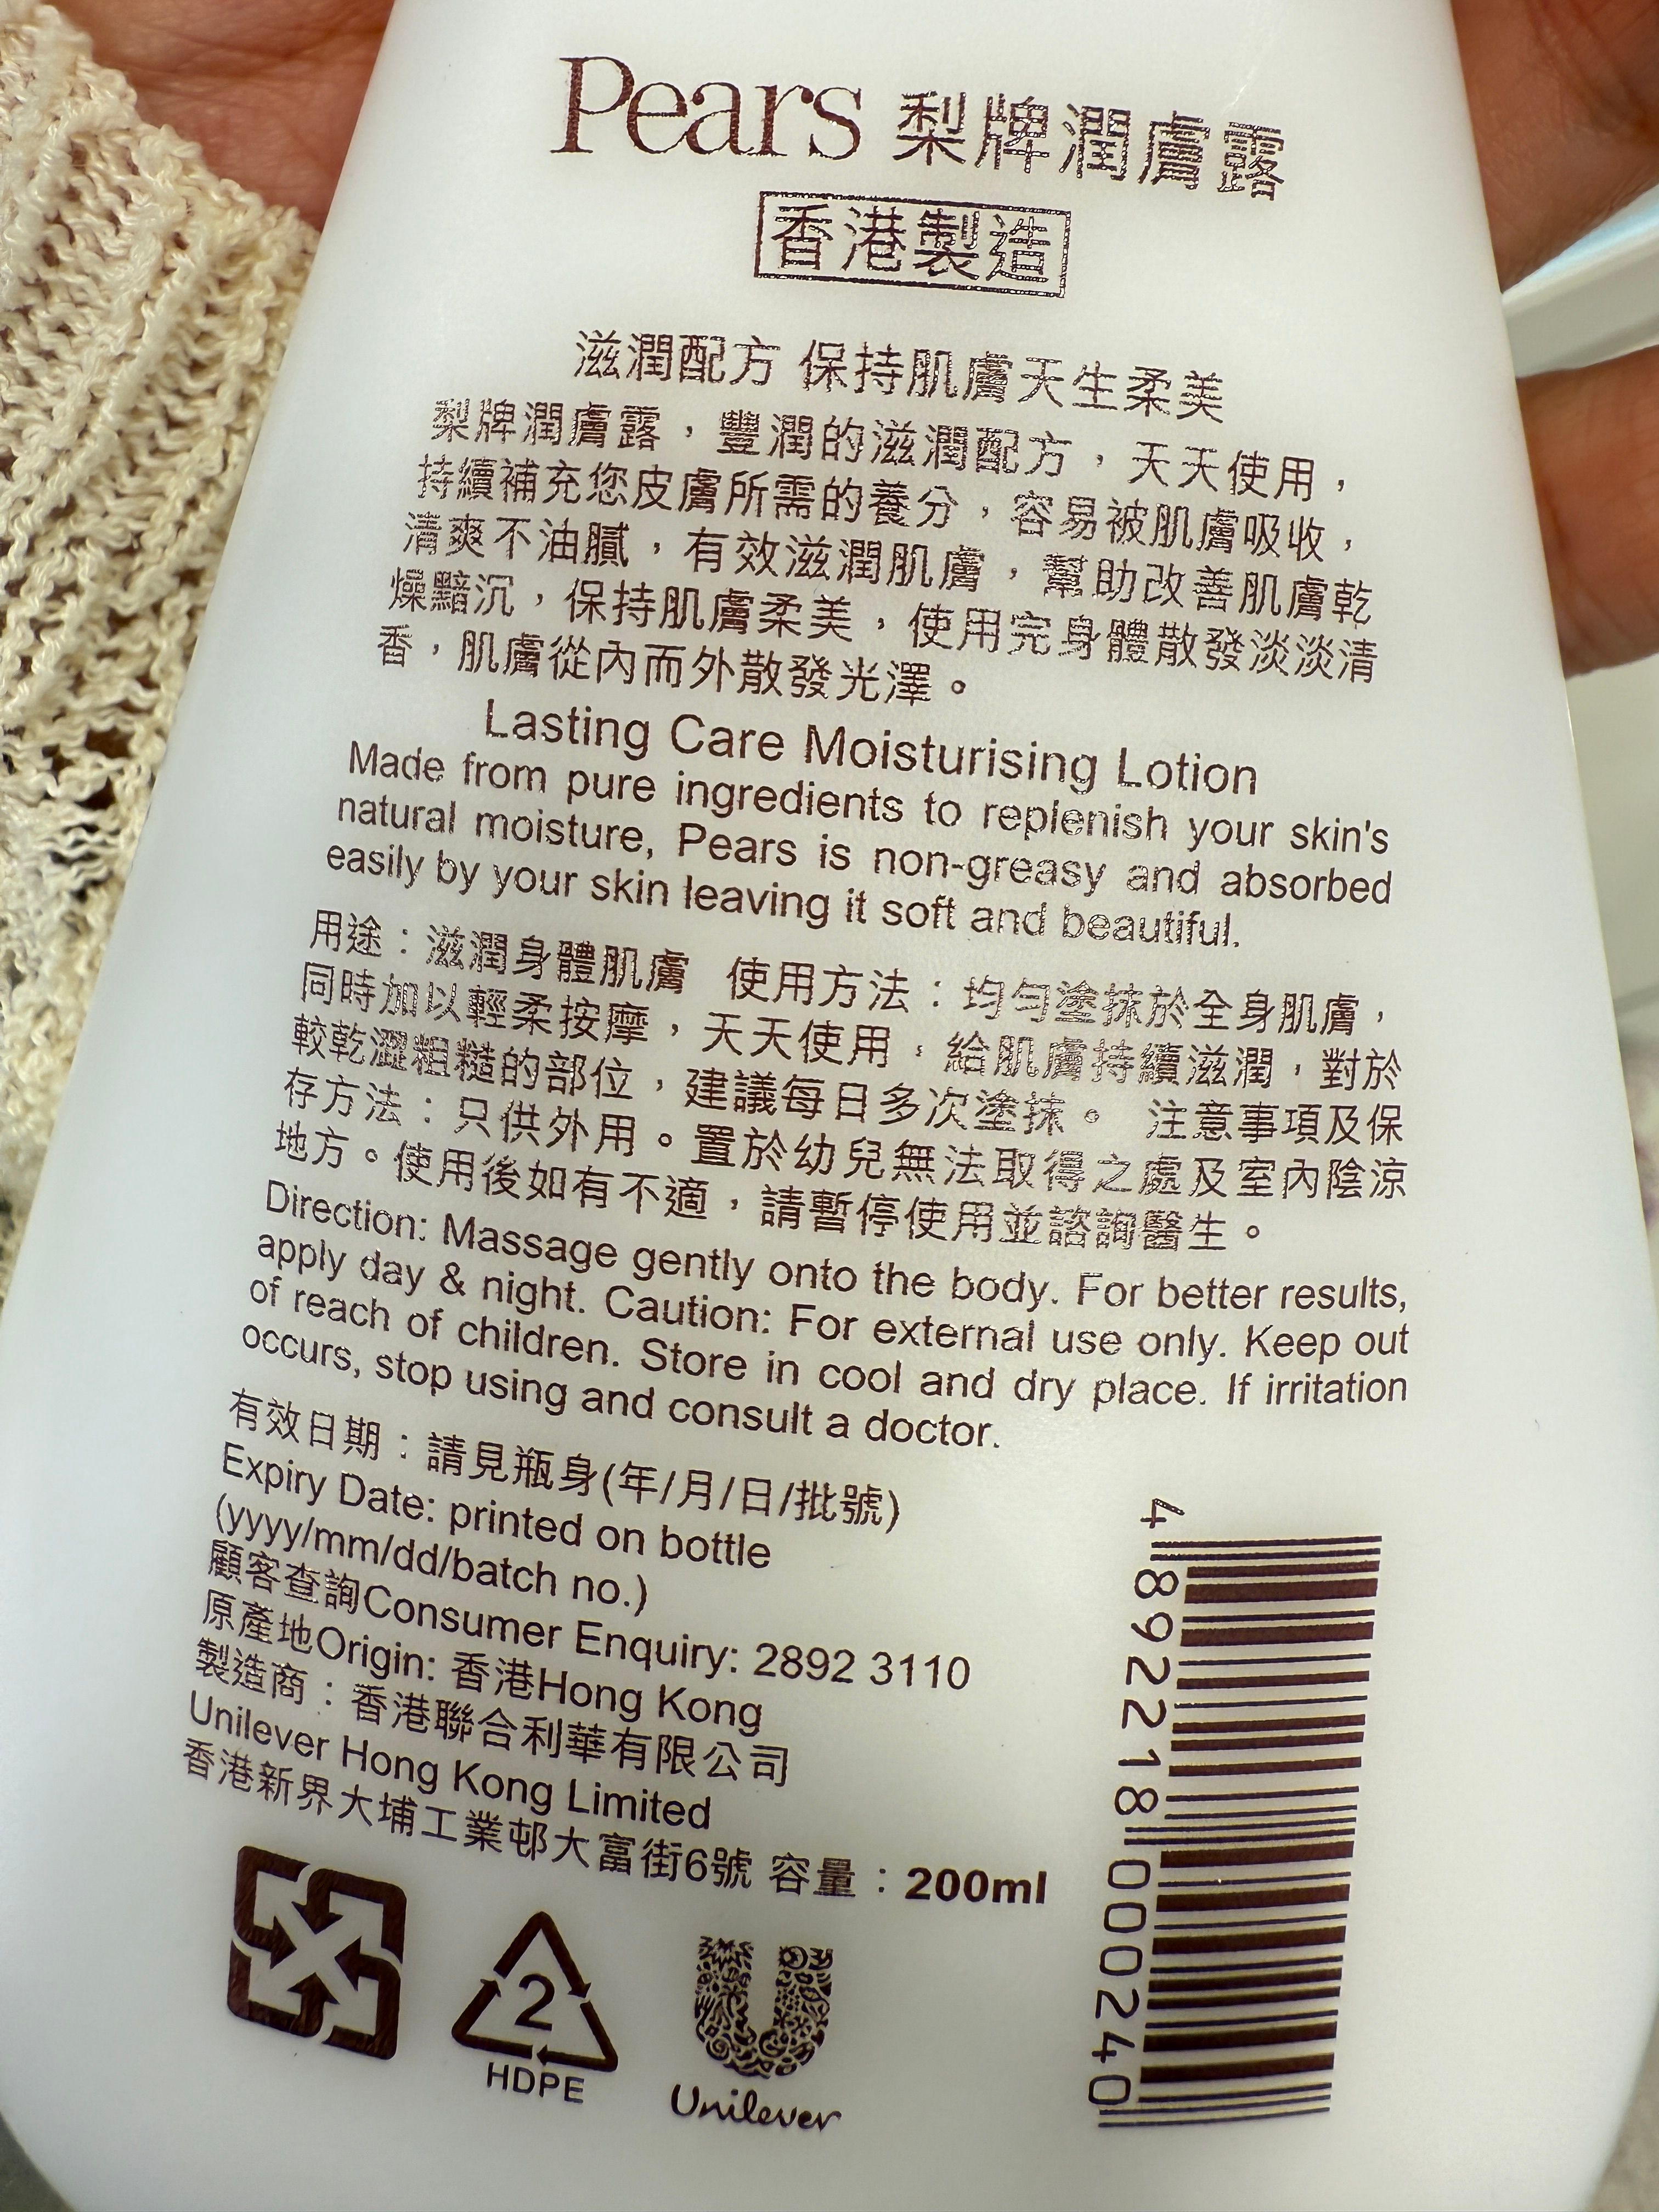 Pears 梨牌潤膚露
香港製造
滋潤配方 保持肌膚天生柔美
梨牌潤膚露，豐潤的滋潤配方，天天使用，
持續補充您皮膚所需的養分，容易被肌膚吸收，
清爽不油膩，有效滋潤肌膚，幫助改善肌膚乾
燥黯沉，保持肌膚柔美，使用完身體散發淡淡清
香，肌膚從內而外散發光澤。
Lasting Care Moisturising Lotion
Made from pure ingredients to replenish your skin's
natural moisture, Pears is non-greasy and absorbed
easily by your skin leaving it soft and beautiful.
用途：滋潤身體肌膚 使用方法：均勻塗抹於全身肌膚，
同時加以輕柔按摩，天天使用，給肌膚持續滋潤，對於
較乾澀粗糙的部位，建議每日多次塗抹。 注意事項及保
存方法：只供外用。置於幼兒無法取得之處及室內陰涼
地方。使用後如有不適，請暫停使用並諮詢醫生。
Direction: Massage gently onto the body. For better results,
apply day & night. Caution: For external use only. Keep out
of reach of children. Store in cool and dry place. If irritation
occurs, stop using and consult a doctor.
有效日期：請見瓶身(年/月/日/批號)
Expiry Date: printed on bottle
(yyyy/mm/dd/batch no.)
顧客查詢Consumer Enquiry: 2892 3110
原產地Origin: 香港Hong Kong
製造商：香港聯合利華有限公司
Unilever Hong Kong Limited
香港新界大埔工業邨大富街6號 容量：200ml
4 892218 000240
2
HDPE
Unilever